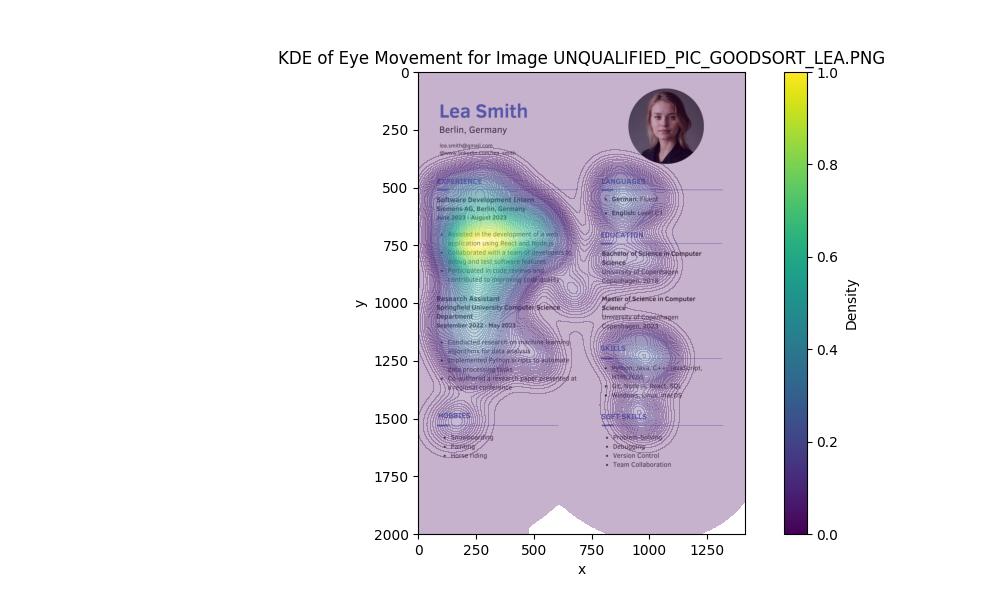 KDE of Eye Movement for Image UNQUALIFIED_PIC_GOODSORT_LEA.PNG
0
250
500
750
1000
1250
1500
1750
2000
y
Lea Smith
Berlin, Germany
lea.smith@gmail.com
EXPERIENCE
Software Development Intern
Siemens AG, Berlin, Germany
June 2023 - August 2023
• Assisted in the development of a web
application using React and Node.js
• Collaborated with a team of developers to
debug and test software features
• Participated in code reviews and
contributed to improving code quality
Research Assistant
Springfield University Computer Science
Department
September 2022 - May 2023
• Conducted research on machine learning
algorithms for data analysis
• Implemented Python scripts to automate
data processing tasks
• Co-authored a research paper presented at
a regional conference
HOBBIES
• Snowboarding
• Painting
• Horse riding
LANGUAGES
• German: Fluent
• English: Level C1
EDUCATION
Bachelor of Science in Computer
Science
University of Copenhagen
Copenhagen, 2018
Master of Science in Computer
Science
University of Copenhagen
Copenhagen, 2023
SKILLS
• Python, Java, C++, JavaScript,
HTML/CSS
• Git, Node.js, React, SQL
• Windows, Linux, macOS
SOFT SKILLS
• Problem-Solving
• Debugging
• Version Control
• Team Collaboration
0 250 500 750 1000 1250
x
1.0
0.8
0.6
0.4
0.2
0.0
Density